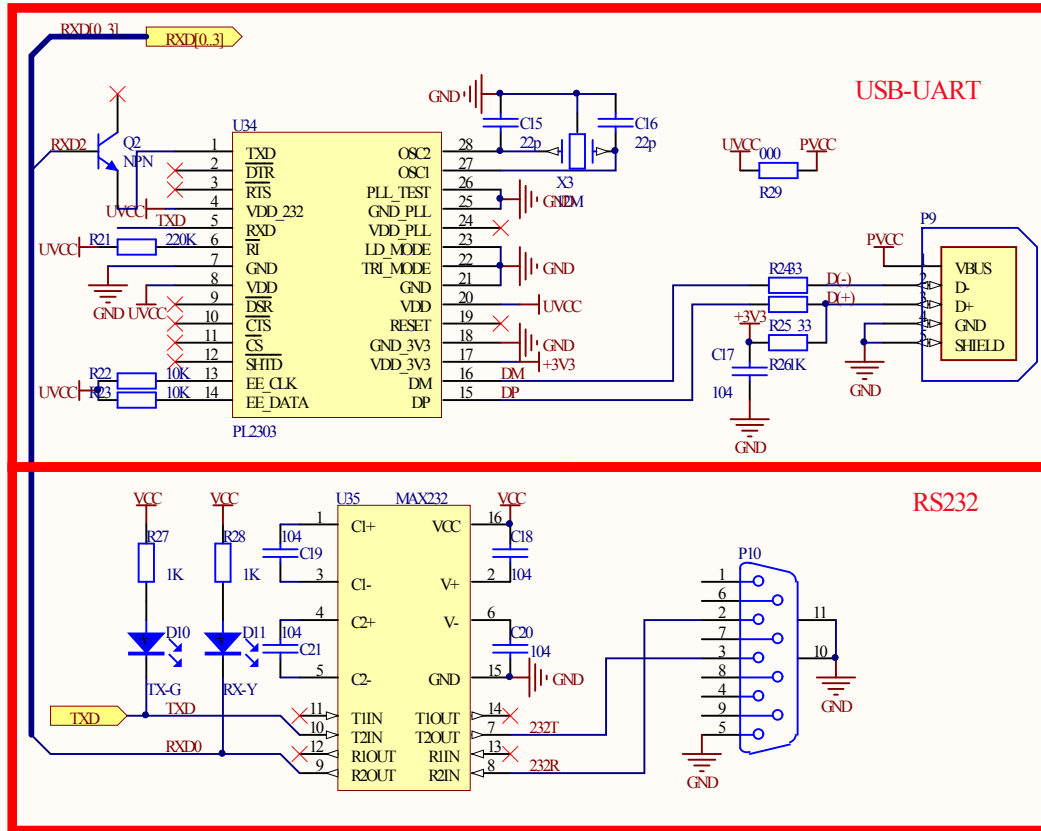 RXD[0..3]
RXD[0..3]
USB-UART
RXD2
Q2
NPN
U34
1 TXD
2 DTR
3 RTS
4 VDD_232
5 RXD
6 RI
7 GND
8 VDD
9 DSR
10 CTS
11 CS
12 SHTD
13 EE_CLK
14 EE_DATA
OSC2 28
OSC1 27
PLL_TEST 26
GND_PLL 25
VDD_PLL 24
LD_MODE 23
TRI_MODE 22
GND 21
VDD 20
RESET 19
GND_3V3 18
VDD_3V3 17
DM 16
DP 15
PL2303
UVCC
TXD
UVCC R21 220K
GND UVCC
R22 10K
UVCC R23 10K
GND
C15
22p
C16
22p
X3
GND
GND
UVCC
GND
+3V3
DM
DP
UVCC 000 PVCC
R29
P9
PVCC
1 VBUS
2 D-
3 D+
4 GND
5 SHIELD
R24 33 D(-)
D(+)
R25 33
+3V3
R26 1K
C17
104
GND
GND
RS232
VCC
R27
1K
D10
TX-G
VCC
R28
1K
D11
RX-Y
TXD
TXD
RXD0
U35 MAX232
104
C19
104
C21
1 C1+
3 C1-
4 C2+
5 C2-
11 T1IN
10 T2IN
12 R1OUT
9 R2OUT
VCC 16
V+ 2
V- 6
GND 15
T1OUT 14
T2OUT 7
R1IN 13
R2IN 8
VCC
C18
104
C20
104
GND
232T
232R
P10
1
6
2
7
3
8
4
9
5
11
10
GND
GND